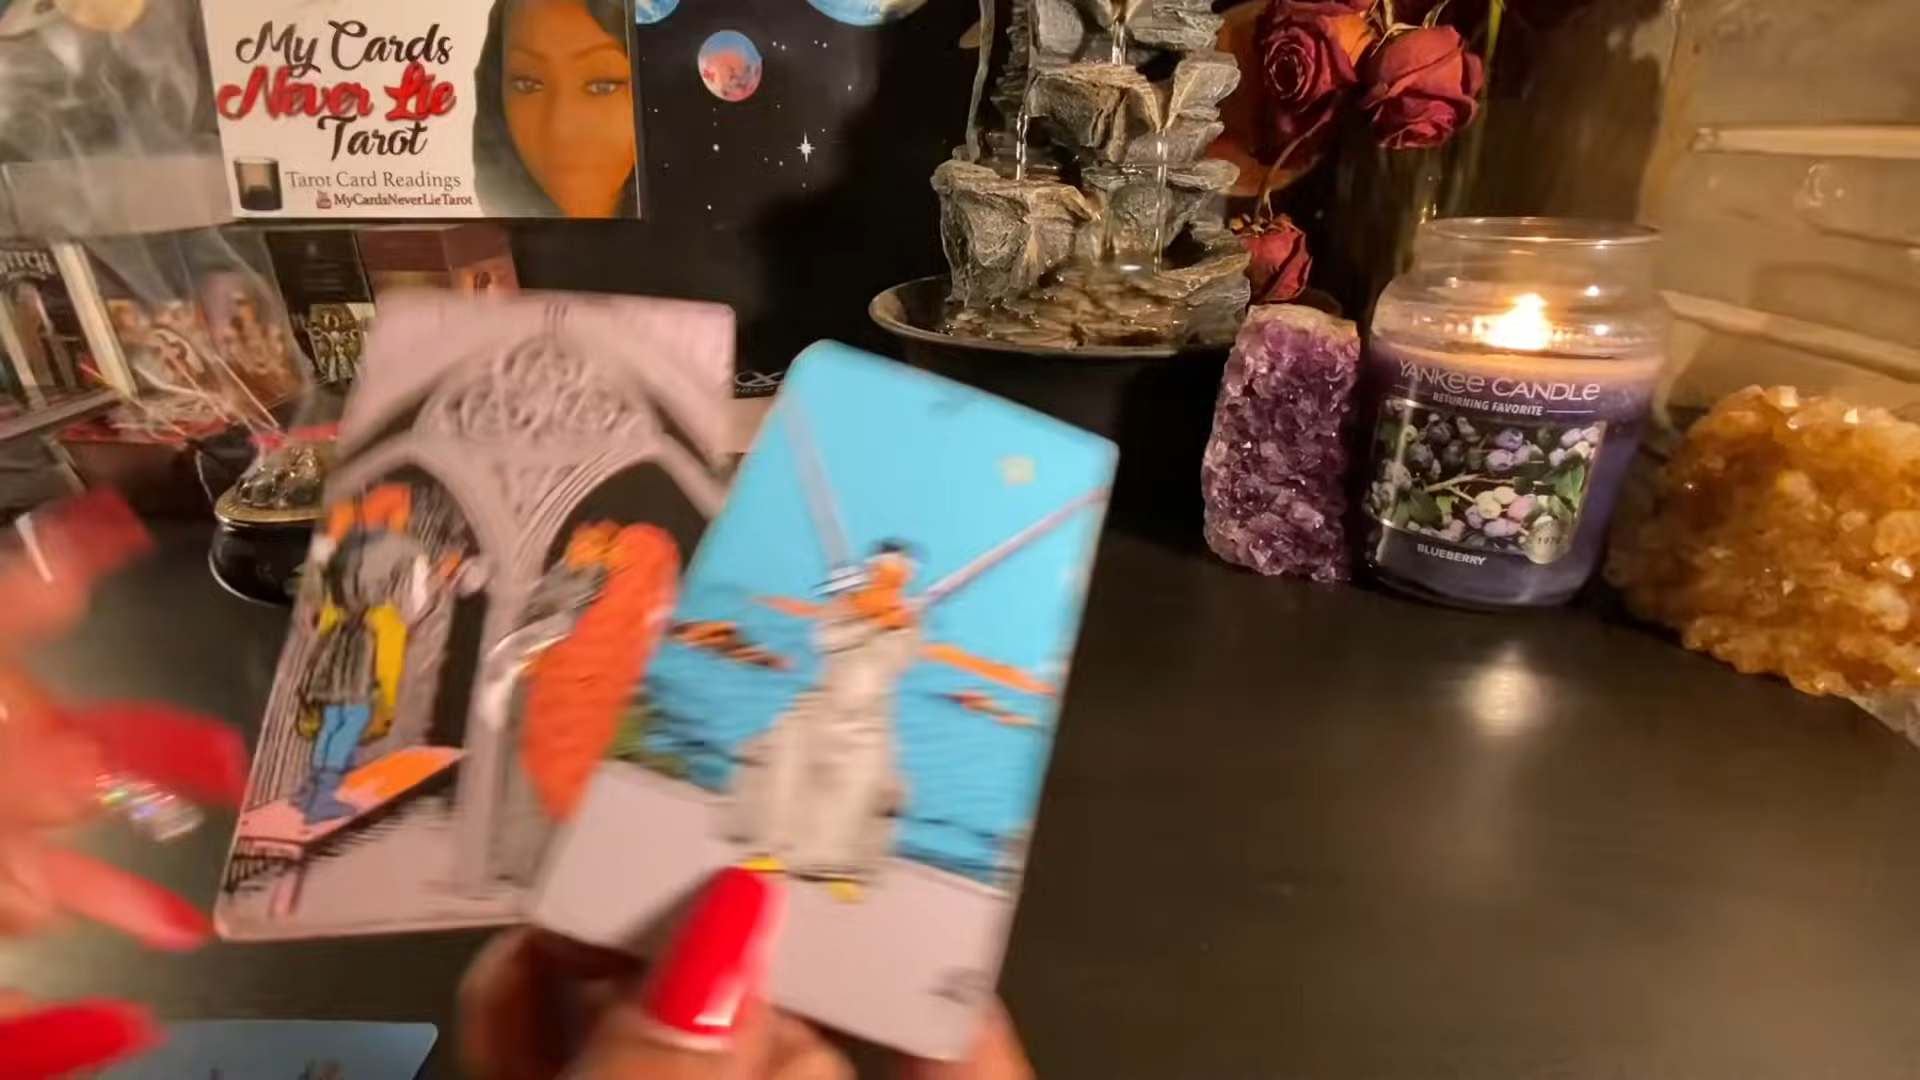 My Cards
Never Lie
Tarot
Tarot Card Readings
MyCardsNeverLieTarot
YANKEE CANDLE
RETURNING FAVORITE
1970
BLUEBERRY